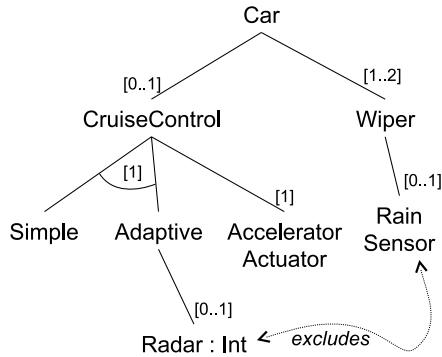 Car
[0..1]
[1..2]
CruiseControl
Wiper
[1]
[1]
[0..1]
Simple
Adaptive
Accelerator
Actuator
Rain
Sensor
[0..1]
Radar : Int
excludes